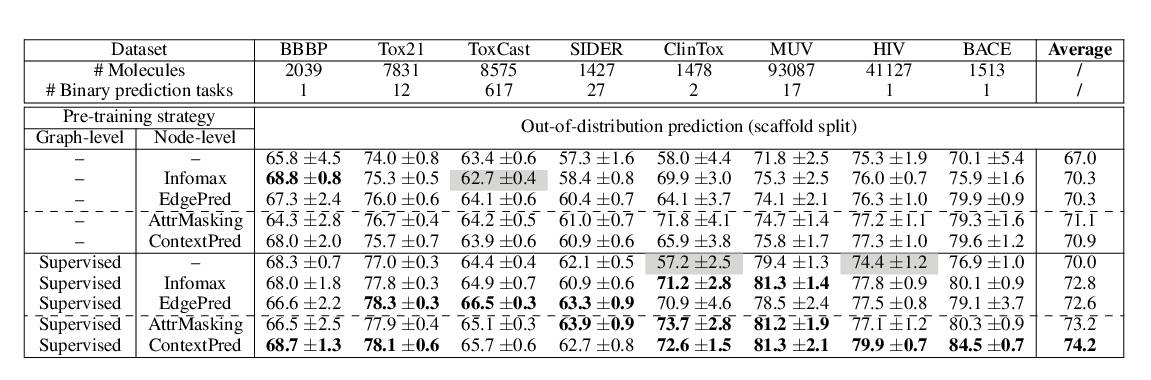 Dataset BBBP Tox21 ToxCast SIDER ClinTox MUV HIV BACE Average
# Molecules 2039 7831 8575 1427 1478 93087 41127 1513 /
# Binary prediction tasks 1 12 617 27 2 17 1 1 /
Pre-training strategy
Out-of-distribution prediction (scaffold split)
Graph-level Node-level
– – 65.8 ±4.5 74.0 ±0.8 63.4 ±0.6 57.3 ±1.6 58.0 ±4.4 71.8 ±2.5 75.3 ±1.9 70.1 ±5.4 67.0
– Infomax 68.8 ±0.8 75.3 ±0.5 62.7 ±0.4 58.4 ±0.8 69.9 ±3.0 75.3 ±2.5 76.0 ±0.7 75.9 ±1.6 70.3
– EdgePred 67.3 ±2.4 76.0 ±0.6 64.1 ±0.6 60.4 ±0.7 64.1 ±3.7 74.1 ±2.1 76.3 ±1.0 79.9 ±0.9 70.3
– AttrMasking 64.3 ±2.8 76.7 ±0.4 64.2 ±0.5 61.0 ±0.7 71.8 ±4.1 74.7 ±1.4 77.2 ±1.1 79.3 ±1.6 71.1
– ContextPred 68.0 ±2.0 75.7 ±0.7 63.9 ±0.6 60.9 ±0.6 65.9 ±3.8 75.8 ±1.7 77.3 ±1.0 79.6 ±1.2 70.9
Supervised – 68.3 ±0.7 77.0 ±0.3 64.4 ±0.4 62.1 ±0.5 57.2 ±2.5 79.4 ±1.3 74.4 ±1.2 76.9 ±1.0 70.0
Supervised Infomax 68.0 ±1.8 77.8 ±0.3 64.9 ±0.7 60.9 ±0.6 71.2 ±2.8 81.3 ±1.4 77.8 ±0.9 80.1 ±0.9 72.8
Supervised EdgePred 66.6 ±2.2 78.3 ±0.3 66.5 ±0.3 63.3 ±0.9 70.9 ±4.6 78.5 ±2.4 77.5 ±0.8 79.1 ±3.7 72.6
Supervised AttrMasking 66.5 ±2.5 77.9 ±0.4 65.1 ±0.3 63.9 ±0.9 73.7 ±2.8 81.2 ±1.9 77.1 ±1.2 80.3 ±0.9 73.2
Supervised ContextPred 68.7 ±1.3 78.1 ±0.6 65.7 ±0.6 62.7 ±0.8 72.6 ±1.5 81.3 ±2.1 79.9 ±0.7 84.5 ±0.7 74.2